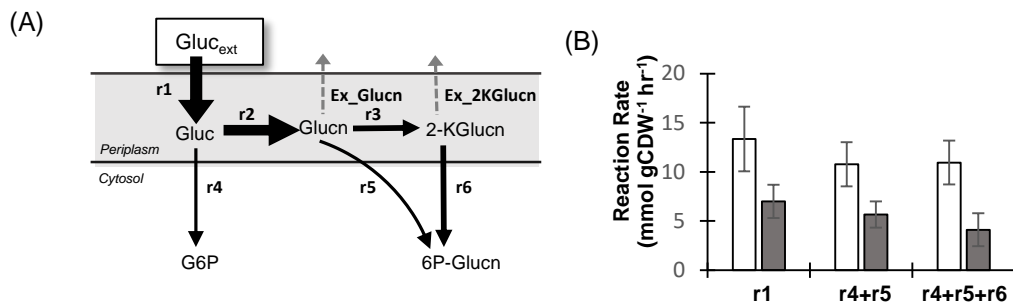 (A)
Gluc_ext
r1
Ex_Glucn
Ex_2KGlucn
r2
r3
Gluc
Glucn
2-KGlucn
Periplasm
Cytosol
r4
r5
r6
G6P
6P-Glucn
(B)
Reaction Rate
(mmol gCDW⁻¹ hr⁻¹)
20
15
10
5
0
r1
r4+r5
r4+r5+r6